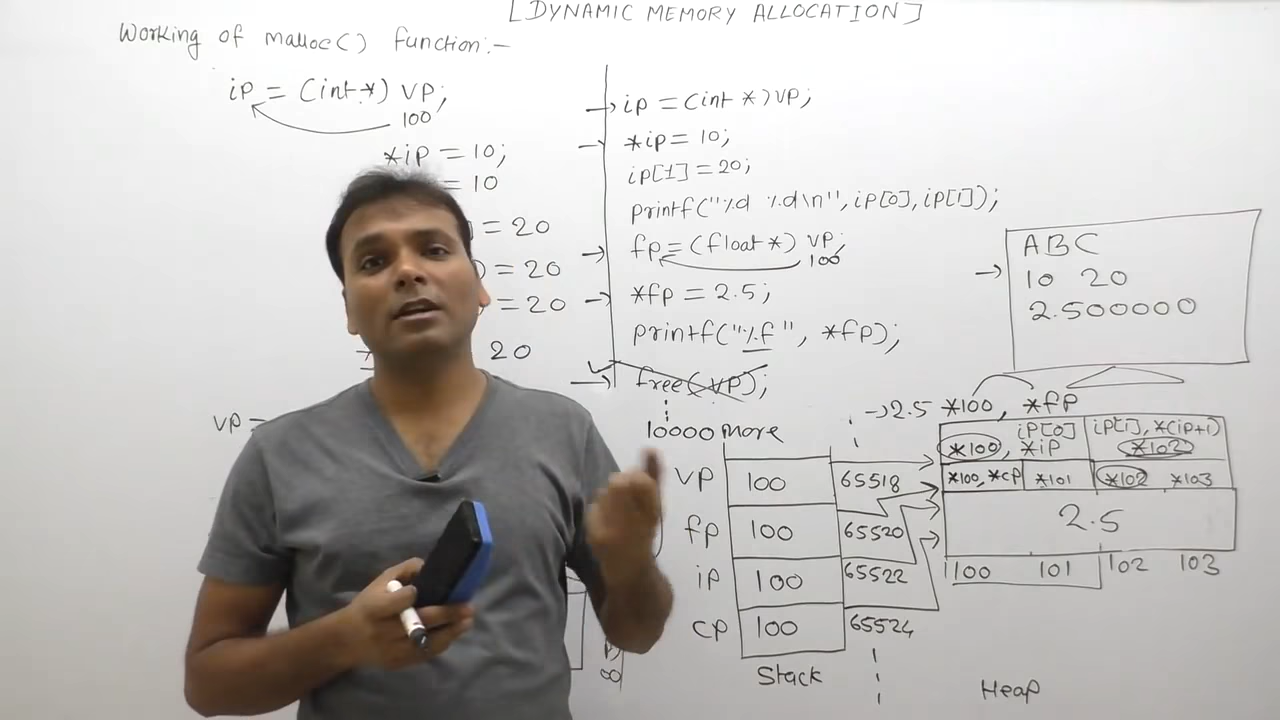 [DYNAMIC MEMORY ALLOCATION]
Working of malloc() function:-
ip = (int *) vp;
100
*ip = 10;
= 10
= 20
= 20
= 20
20
vp =
→ ip = (int *) vp;
→ *ip = 10;
ip[1] = 20;
printf("%d %d\n", ip[0], ip[1]);
→ fp = (float *) vp;
100
→ *fp = 2.5;
printf("%f", *fp);
→ free(vp);
10000 more
→ ABC
10 20
2.500000
→2.5 *100, *fp
ip[0] ip[1], *(ip+1)
*100, *ip *102
*100, *cp *101 *102 *103
2.5
100 101 102 103
vp 100 65518
fp 100 65520
ip 100 65522
cp 100 65524
Stack
Heap